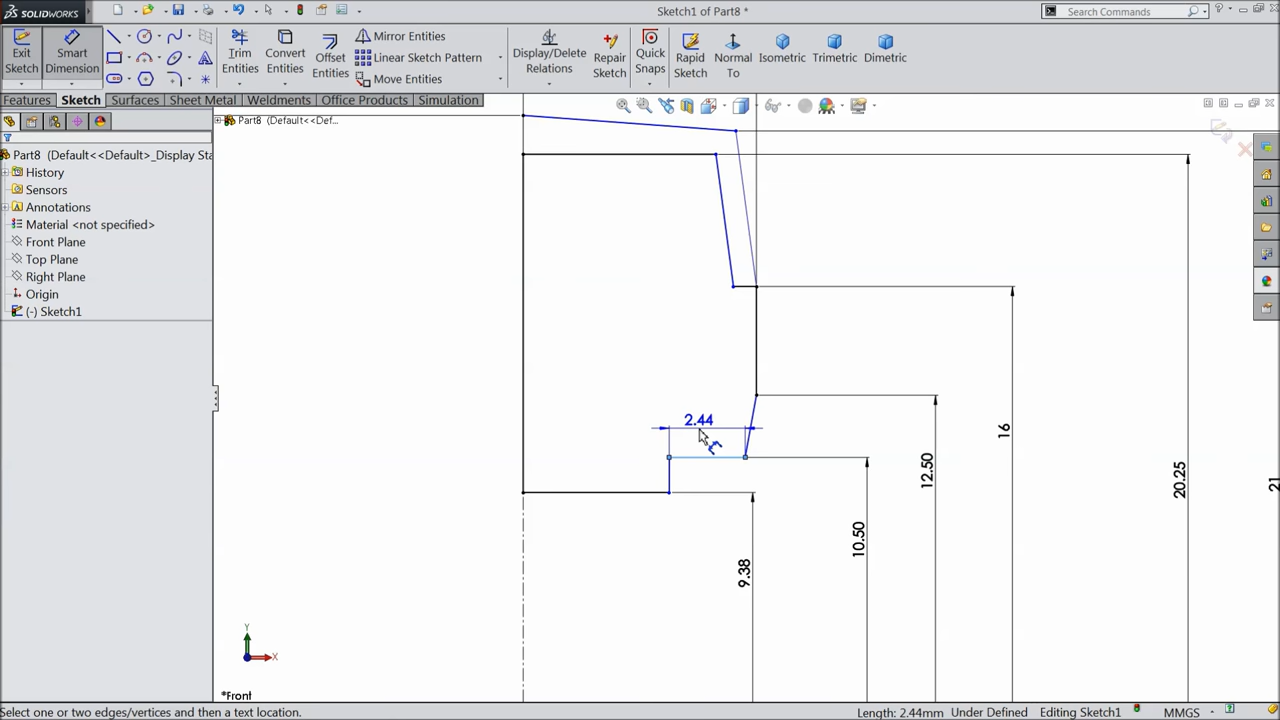 SOLIDWORKS
Sketch1 of Part8 *
Search Commands
Exit Sketch
Smart Dimension
Trim Entities
Convert Entities
Offset Entities
Mirror Entities
Linear Sketch Pattern
Move Entities
Display/Delete Relations
Repair Sketch
Quick Snaps
Rapid Sketch
Normal To
Isometric
Trimetric
Dimetric
Features
Sketch
Surfaces
Sheet Metal
Weldments
Office Products
Simulation
Part8 (Default<<Def...
Part8 (Default<<Default>_Display Sta
History
Sensors
Annotations
Material <not specified>
Front Plane
Top Plane
Right Plane
Origin
(-) Sketch1
2.44
16
12.50
20.25
21
10.50
9.38
Y
X
*Front
Select one or two edges/vertices and then a text location.
Length: 2.44mm
Under Defined
Editing Sketch1
MMGS